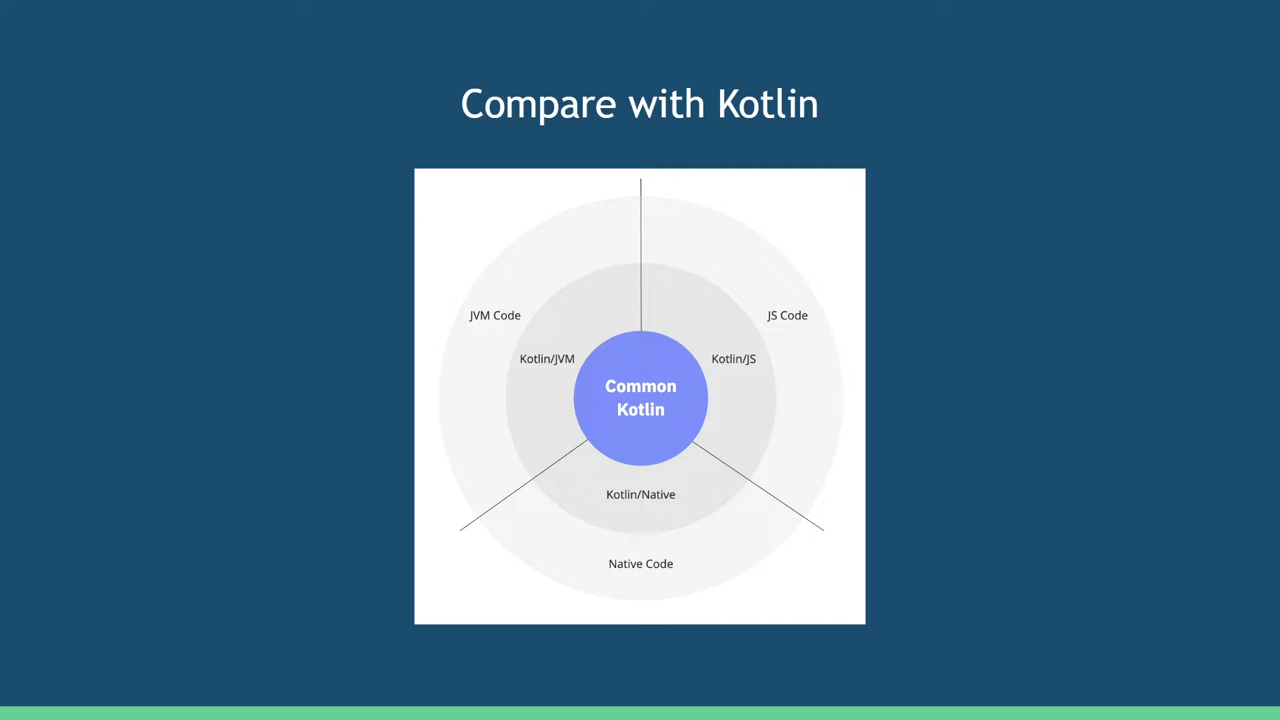 Compare with Kotlin
JVM Code
JS Code
Kotlin/JVM
Kotlin/JS
Common
Kotlin
Kotlin/Native
Native Code